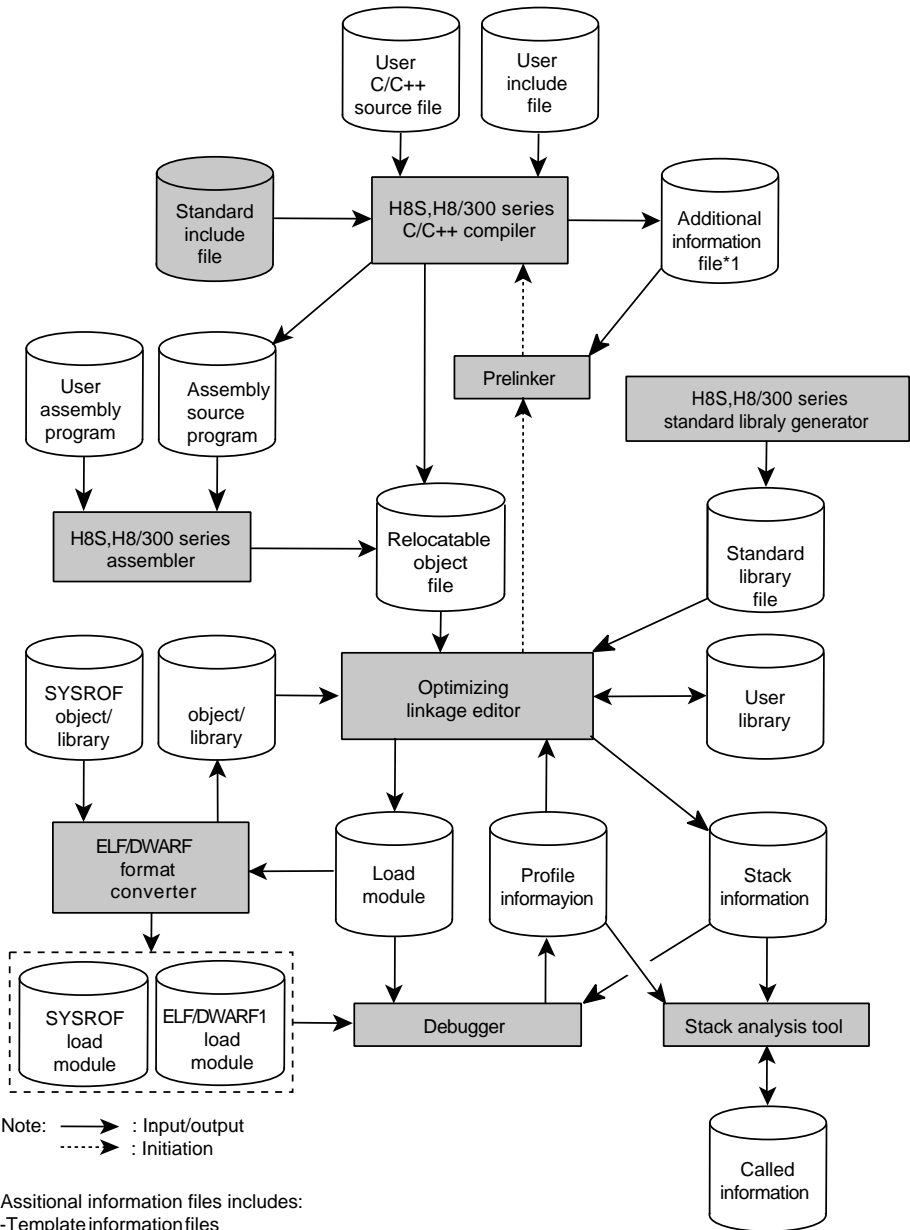 User
C/C++
source file
User
include
file
Standard
include
file
H8S,H8/300 series
C/C++ compiler
Additional
information
file*1
User
assembly
program
Assembly
source
program
Prelinker
H8S,H8/300 series
standard libraly generator
H8S,H8/300 series
assembler
Relocatable
object
file
Standard
library
file
SYSROF
object/
library
object/
library
Optimizing
linkage editor
User
library
ELF/DWARF
format
converter
Load
module
Profile
informayion
Stack
information
SYSROF
load
module
ELF/DWARF1
load
module
Debugger
Stack analysis tool
Called
information
Note: : Input/output
: Initiation
Assitional information files includes:
-Template information files